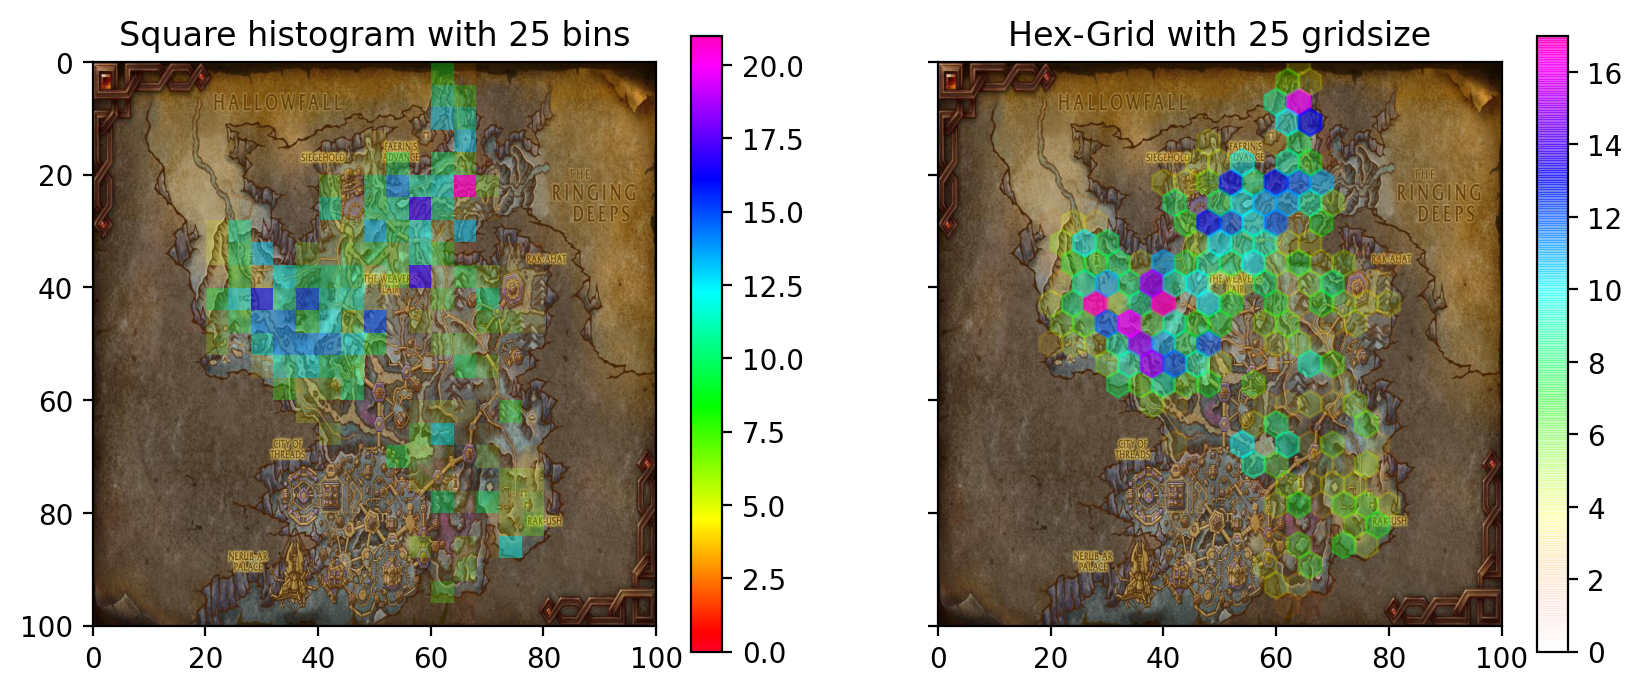 Square histogram with 25 bins
0
20
40
60
80
100
0
20
40
60
80
100
HALLOWFALL
SIEGEHOLD
FAERIN'S
ADVANCE
THE
RINGING
DEEPS
RAK-AHAT
THE WEAVER'S
LAIR
CITY OF
THREADS
RAK-USH
NERUB-AR
PALACE
20.0
17.5
15.0
12.5
10.0
7.5
5.0
2.5
0.0
Hex-Grid with 25 gridsize
0
20
40
60
80
100
HALLOWFALL
SIEGEHOLD
FAERIN'S
ADVANCE
THE
RINGING
DEEPS
RAK-AHAT
THE WEAVER'S
LAIR
CITY OF
THREADS
RAK-USH
NERUB-AR
PALACE
16
14
12
10
8
6
4
2
0